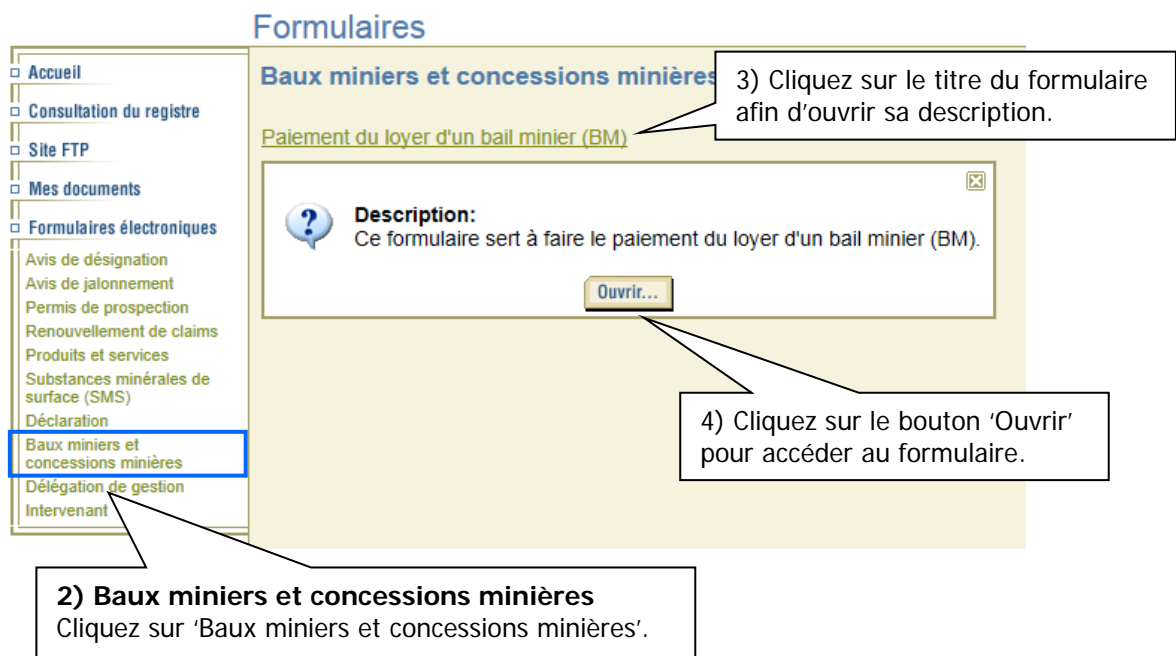 Formulaires
Accueil
Consultation du registre
Site FTP
Mes documents
Formulaires électroniques
Avis de désignation
Avis de jalonnement
Permis de prospection
Renouvellement de claims
Produits et services
Substances minérales de
surface (SMS)
Déclaration
Baux miniers et
concessions minières
Délégation de gestion
Intervenant
Baux miniers et concessions minières
3) Cliquez sur le titre du formulaire
afin d’ouvrir sa description.
Paiement du loyer d'un bail minier (BM)
Description:
Ce formulaire sert à faire le paiement du loyer d'un bail minier (BM).
Ouvrir...
4) Cliquez sur le bouton ‘Ouvrir’
pour accéder au formulaire.
2) Baux miniers et concessions minières
Cliquez sur ‘Baux miniers et concessions minières’.